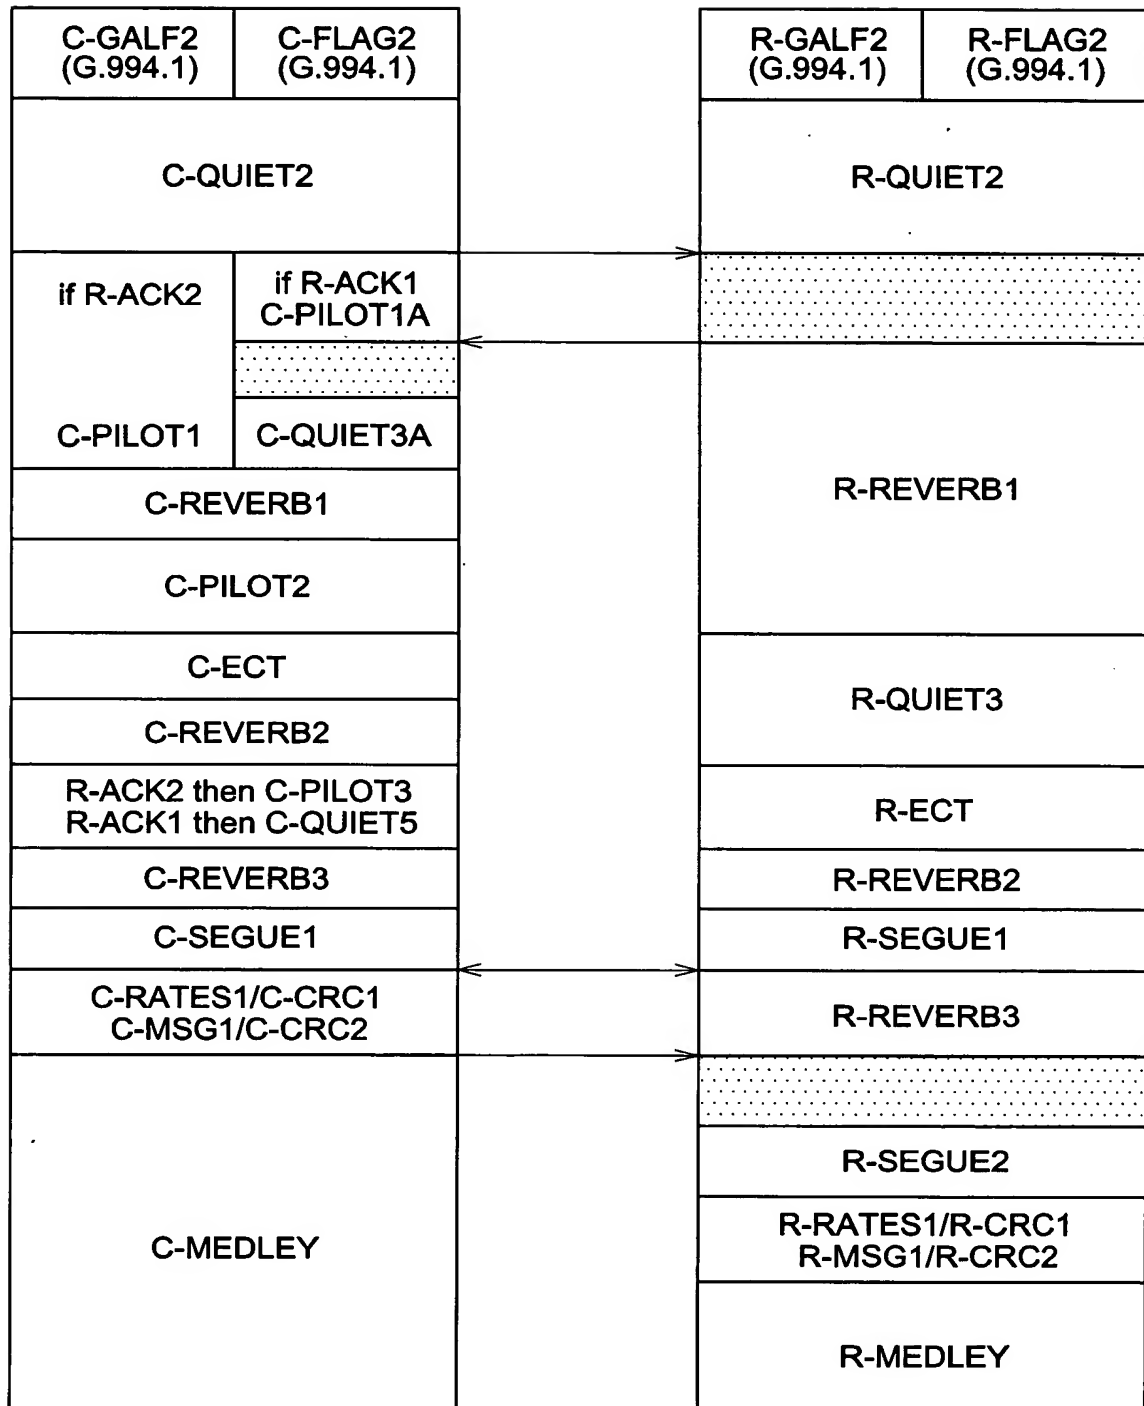 C-GALF2
(G.994.1)
C-FLAG2
(G.994.1)
C-QUIET2
if R-ACK2
C-PILOT1
if R-ACK1
C-PILOT1A
C-QUIET3A
C-REVERB1
C-PILOT2
C-ECT
C-REVERB2
R-ACK2 then C-PILOT3
R-ACK1 then C-QUIET5
C-REVERB3
C-SEGUE1
C-RATES1/C-CRC1
C-MSG1/C-CRC2
C-MEDLEY
R-GALF2
(G.994.1)
R-FLAG2
(G.994.1)
R-QUIET2
R-REVERB1
R-QUIET3
R-ECT
R-REVERB2
R-SEGUE1
R-REVERB3
R-SEGUE2
R-RATES1/R-CRC1
R-MSG1/R-CRC2
R-MEDLEY